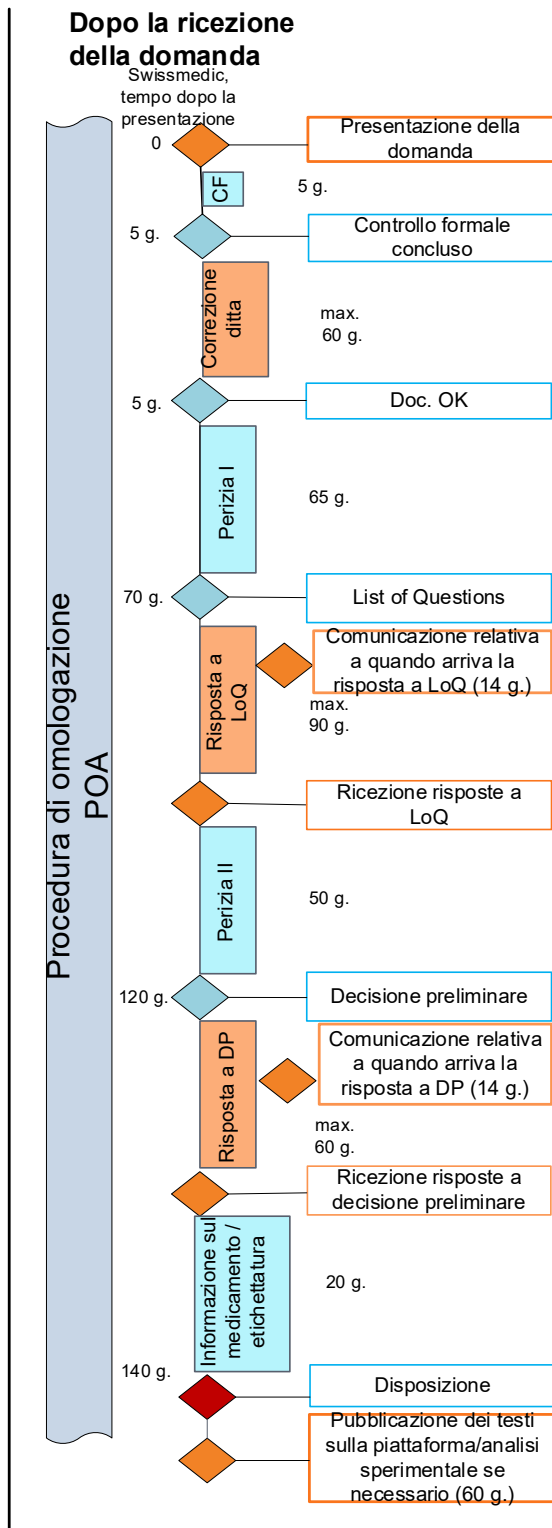 Dopo la ricezione
della domanda
Swissmedic,
tempo dopo la
presentazione
0
Presentazione della
domanda
CF
5 g.
5 g.
Controllo formale
concluso
Correzione
ditta
max.
60 g.
5 g.
Doc. OK
Perizia I
65 g.
70 g.
List of Questions
Risposta a
LoQ
Comunicazione relativa
a quando arriva la
risposta a LoQ (14 g.)
max.
90 g.
Procedura di omologazione
POA
Ricezione risposte a
LoQ
Perizia II
50 g.
120 g.
Decisione preliminare
Risposta a DP
Comunicazione relativa
a quando arriva la
risposta a DP (14 g.)
max.
60 g.
Ricezione risposte a
decisione preliminare
Informazione sul
medicamento /
etichettatura
20 g.
140 g.
Disposizione
Pubblicazione dei testi
sulla piattaforma/analisi
sperimentale se
necessario (60 g.)